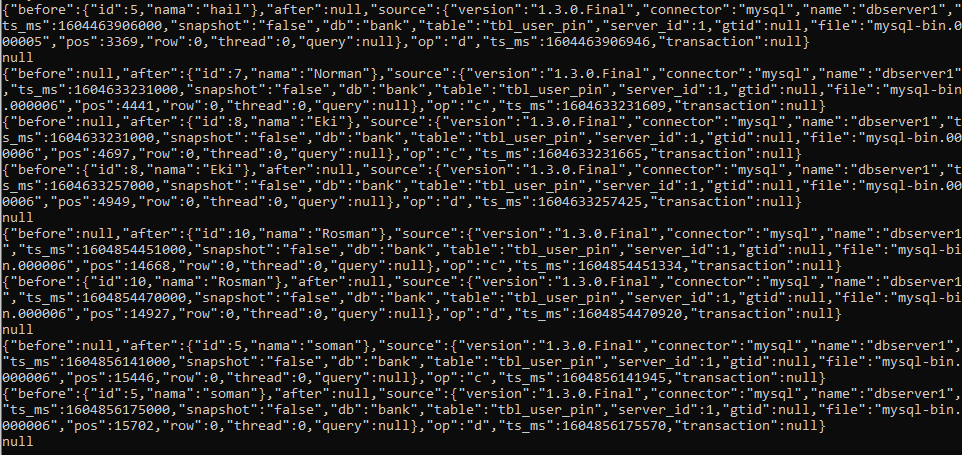 {"before":{"id":5,"nama":"hail"},"after":null,"source":{"version":"1.3.0.Final","connector":"mysql","name":"dbserver1",
ts_ms":1604463906000,"snapshot":"false","db":"bank","table":"tbl_user_pin","server_id":1,"gtid":null,"file":"mysql-bin.0
00005","pos":3369,"row":0,"thread":0,"query":null},"op":"d","ts_ms":1604463906946,"transaction":null}
null
{"before":null,"after":{"id":7,"nama":"Norman"},"source":{"version":"1.3.0.Final","connector":"mysql","name":"dbserver1"
,"ts_ms":1604633231000,"snapshot":"false","db":"bank","table":"tbl_user_pin","server_id":1,"gtid":null,"file":"mysql-bin
.000006","pos":4441,"row":0,"thread":0,"query":null},"op":"c","ts_ms":1604633231609,"transaction":null}
{"before":null,"after":{"id":8,"nama":"Eki"},"source":{"version":"1.3.0.Final","connector":"mysql","name":"dbserver1","t
s_ms":1604633231000,"snapshot":"false","db":"bank","table":"tbl_user_pin","server_id":1,"gtid":null,"file":"mysql-bin.00
0006","pos":4697,"row":0,"thread":0,"query":null},"op":"c","ts_ms":1604633231665,"transaction":null}
{"before":{"id":8,"nama":"Eki"},"after":null,"source":{"version":"1.3.0.Final","connector":"mysql","name":"dbserver1","t
s_ms":1604633257000,"snapshot":"false","db":"bank","table":"tbl_user_pin","server_id":1,"gtid":null,"file":"mysql-bin.00
0006","pos":4949,"row":0,"thread":0,"query":null},"op":"d","ts_ms":1604633257425,"transaction":null}
null
{"before":null,"after":{"id":10,"nama":"Rosman"},"source":{"version":"1.3.0.Final","connector":"mysql","name":"dbserver1
","ts_ms":1604854451000,"snapshot":"false","db":"bank","table":"tbl_user_pin","server_id":1,"gtid":null,"file":"mysql-bi
n.000006","pos":14668,"row":0,"thread":0,"query":null},"op":"c","ts_ms":1604854451334,"transaction":null}
{"before":{"id":10,"nama":"Rosman"},"after":null,"source":{"version":"1.3.0.Final","connector":"mysql","name":"dbserver1
","ts_ms":1604854470000,"snapshot":"false","db":"bank","table":"tbl_user_pin","server_id":1,"gtid":null,"file":"mysql-bi
n.000006","pos":14927,"row":0,"thread":0,"query":null},"op":"d","ts_ms":1604854470920,"transaction":null}
null
{"before":null,"after":{"id":5,"nama":"soman"},"source":{"version":"1.3.0.Final","connector":"mysql","name":"dbserver1",
"ts_ms":1604856141000,"snapshot":"false","db":"bank","table":"tbl_user_pin","server_id":1,"gtid":null,"file":"mysql-bin.
000006","pos":15446,"row":0,"thread":0,"query":null},"op":"c","ts_ms":1604856141945,"transaction":null}
{"before":{"id":5,"nama":"soman"},"after":null,"source":{"version":"1.3.0.Final","connector":"mysql","name":"dbserver1",
"ts_ms":1604856175000,"snapshot":"false","db":"bank","table":"tbl_user_pin","server_id":1,"gtid":null,"file":"mysql-bin.
000006","pos":15702,"row":0,"thread":0,"query":null},"op":"d","ts_ms":1604856175570,"transaction":null}
null